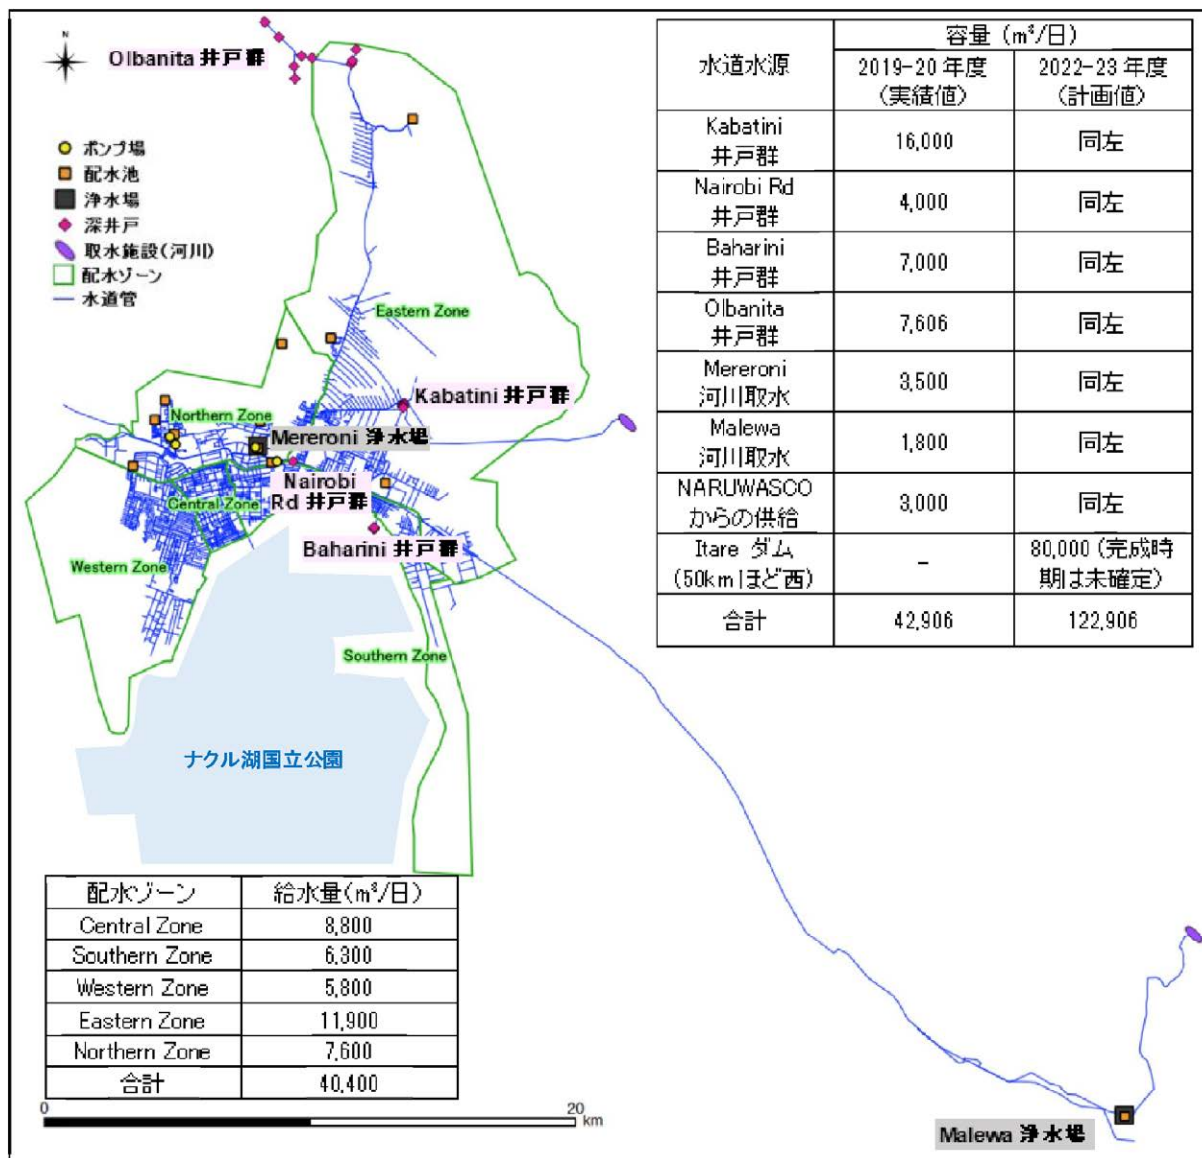 N
Olbanita 井戸群
ポンプ場
配水池
浄水場
深井戸
取水施設(河川)
配水ゾーン
水道管
Eastern Zone
Kabatini 井戸群
Northern Zone
Mereroni 浄水場
Nairobi
Rd 井戸群
Central Zone
Baharini 井戸群
Western Zone
Southern Zone
ナクル湖国立公園
水道水源 容量 (m³/日)
2019-20 年度
(実績値)
2022-23 年度
(計画値)
Kabatini
井戸群
16,000 同左
Nairobi Rd
井戸群
4,000 同左
Baharini
井戸群
7,000 同左
Olbanita
井戸群
7,606 同左
Mereroni
河川取水
3,500 同左
Malewa
河川取水
1,800 同左
NARUWASCO
からの供給
3,000 同左
Itare ダム
(50kmほど西)
- 80,000 (完成時
期は未確定)
合計 42,906 122,906
配水ゾーン 給水量(m³/日)
Central Zone 8,800
Southern Zone 6,300
Western Zone 5,800
Eastern Zone 11,900
Northern Zone 7,600
合計 40,400
0 20
km
Malewa 浄水場